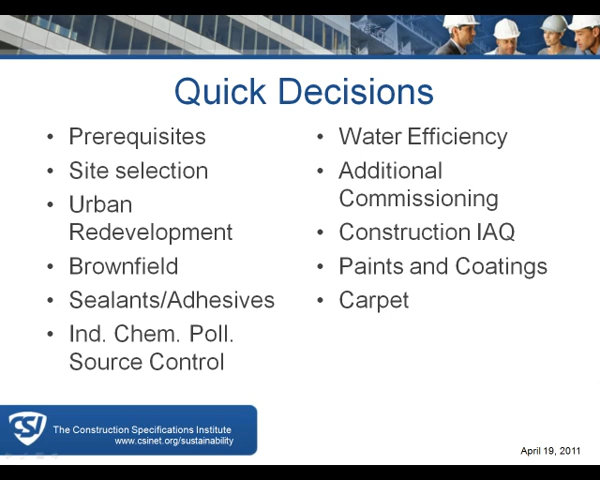 Quick Decisions
• Prerequisites
• Site selection
• Urban
Redevelopment
• Brownfield
• Sealants/Adhesives
• Ind. Chem. Poll.
Source Control
• Water Efficiency
• Additional
Commissioning
• Construction IAQ
• Paints and Coatings
• Carpet
CSI
The Construction Specifications Institute
www.csinet.org/sustainability
April 19, 2011